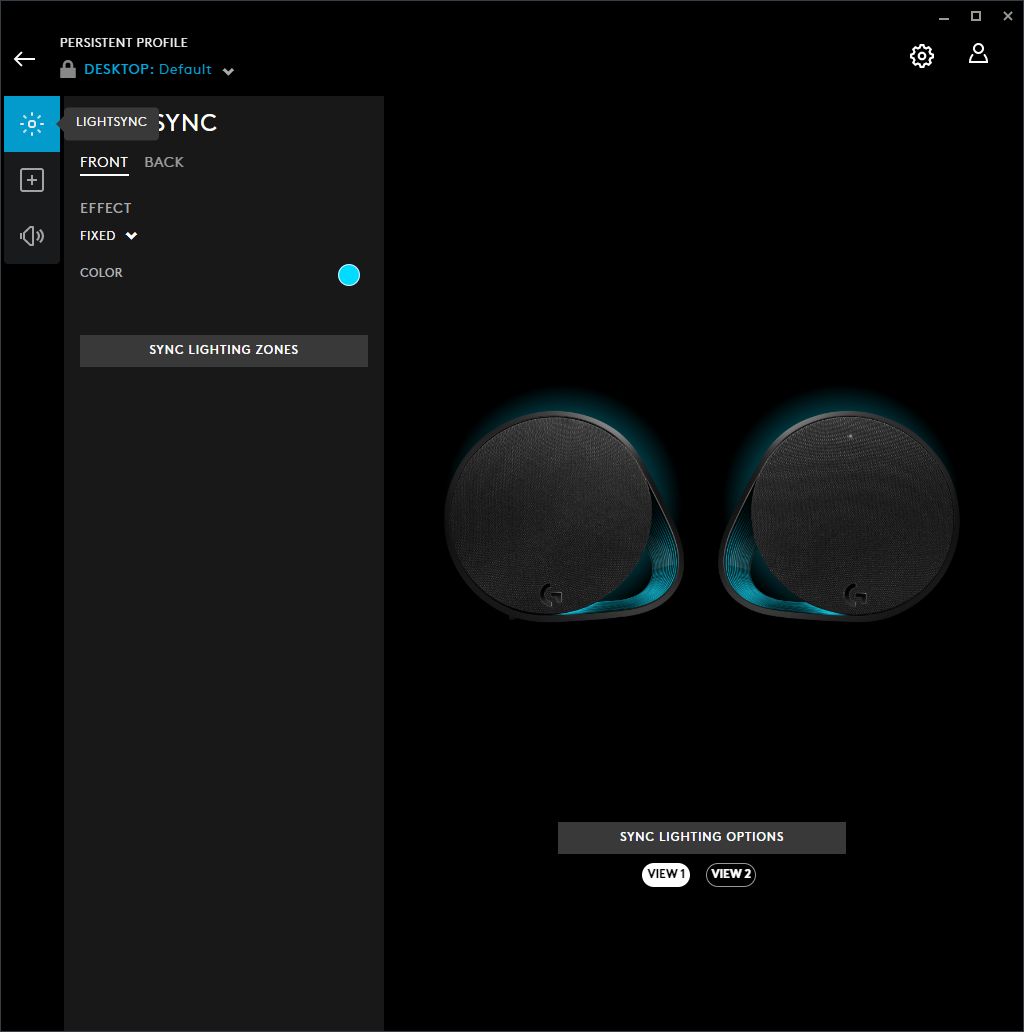 PERSISTENT PROFILE
DESKTOP: Default
LIGHTSYNC
SYNC
FRONT BACK
EFFECT
FIXED
COLOR
SYNC LIGHTING ZONES
SYNC LIGHTING OPTIONS
VIEW 1 VIEW 2